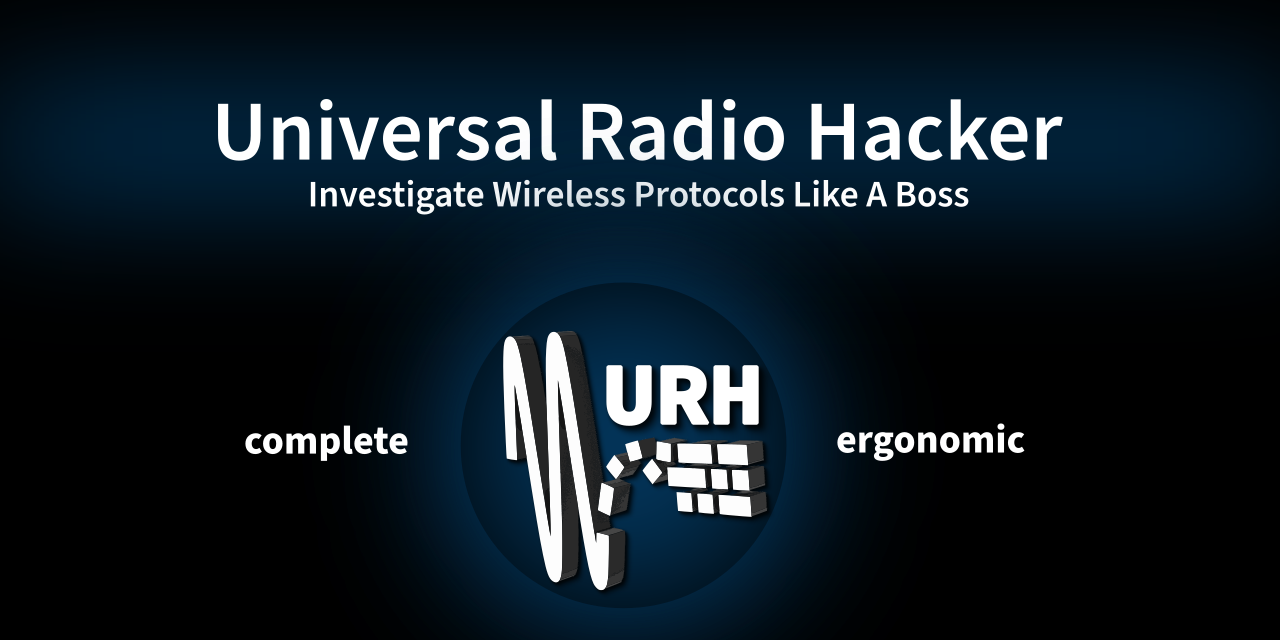 Universal Radio Hacker
Investigate Wireless Protocols Like A Boss
URH
complete
ergonomic